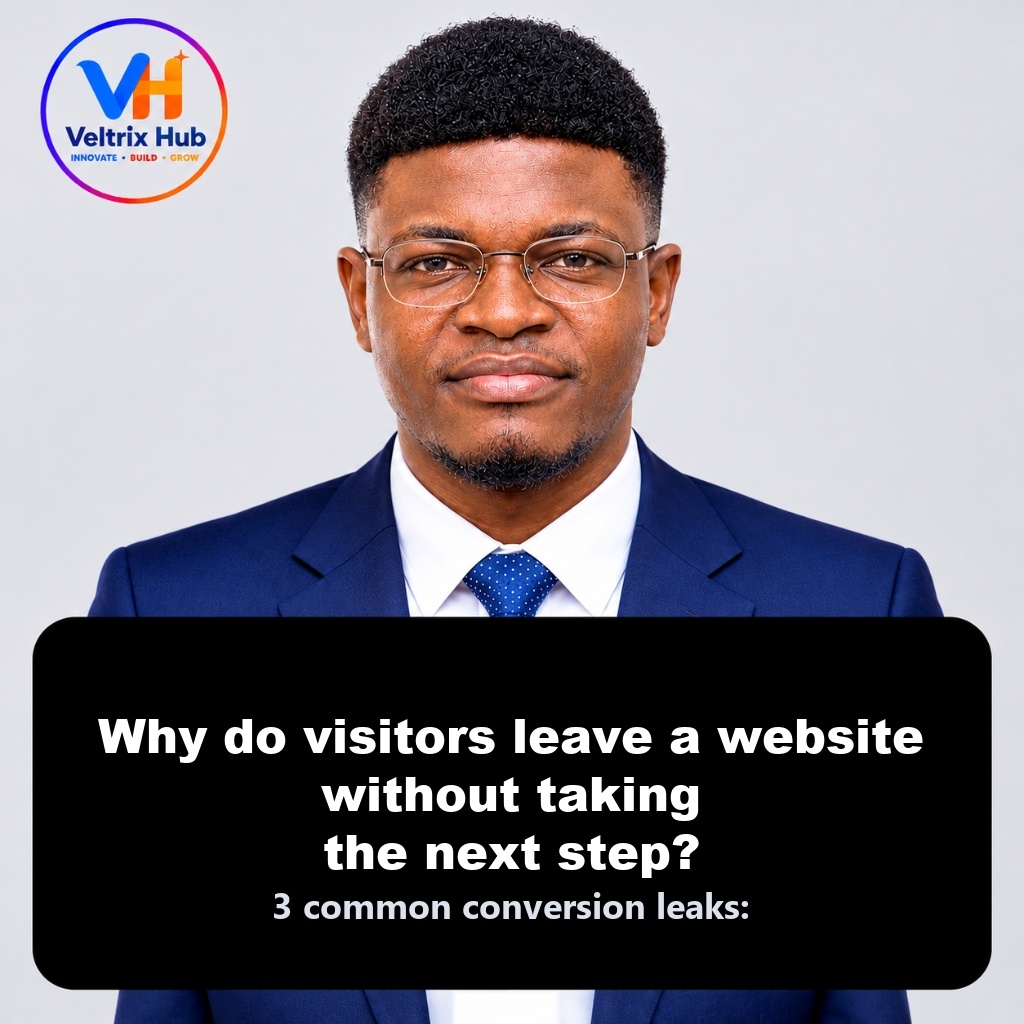 VH
Veltrix Hub
INNOVATE • BUILD • GROW
Why do visitors leave a website
without taking
the next step?
3 common conversion leaks: